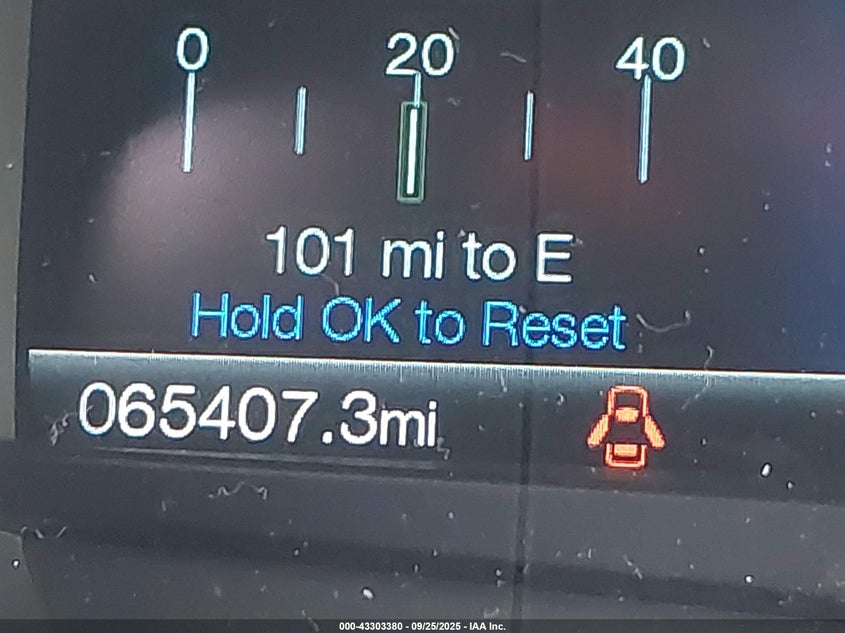 0 20 40
101 mi to E
Hold OK to Reset
065407.3mi
000-43303380 - 09/25/2025 - IAA Inc.